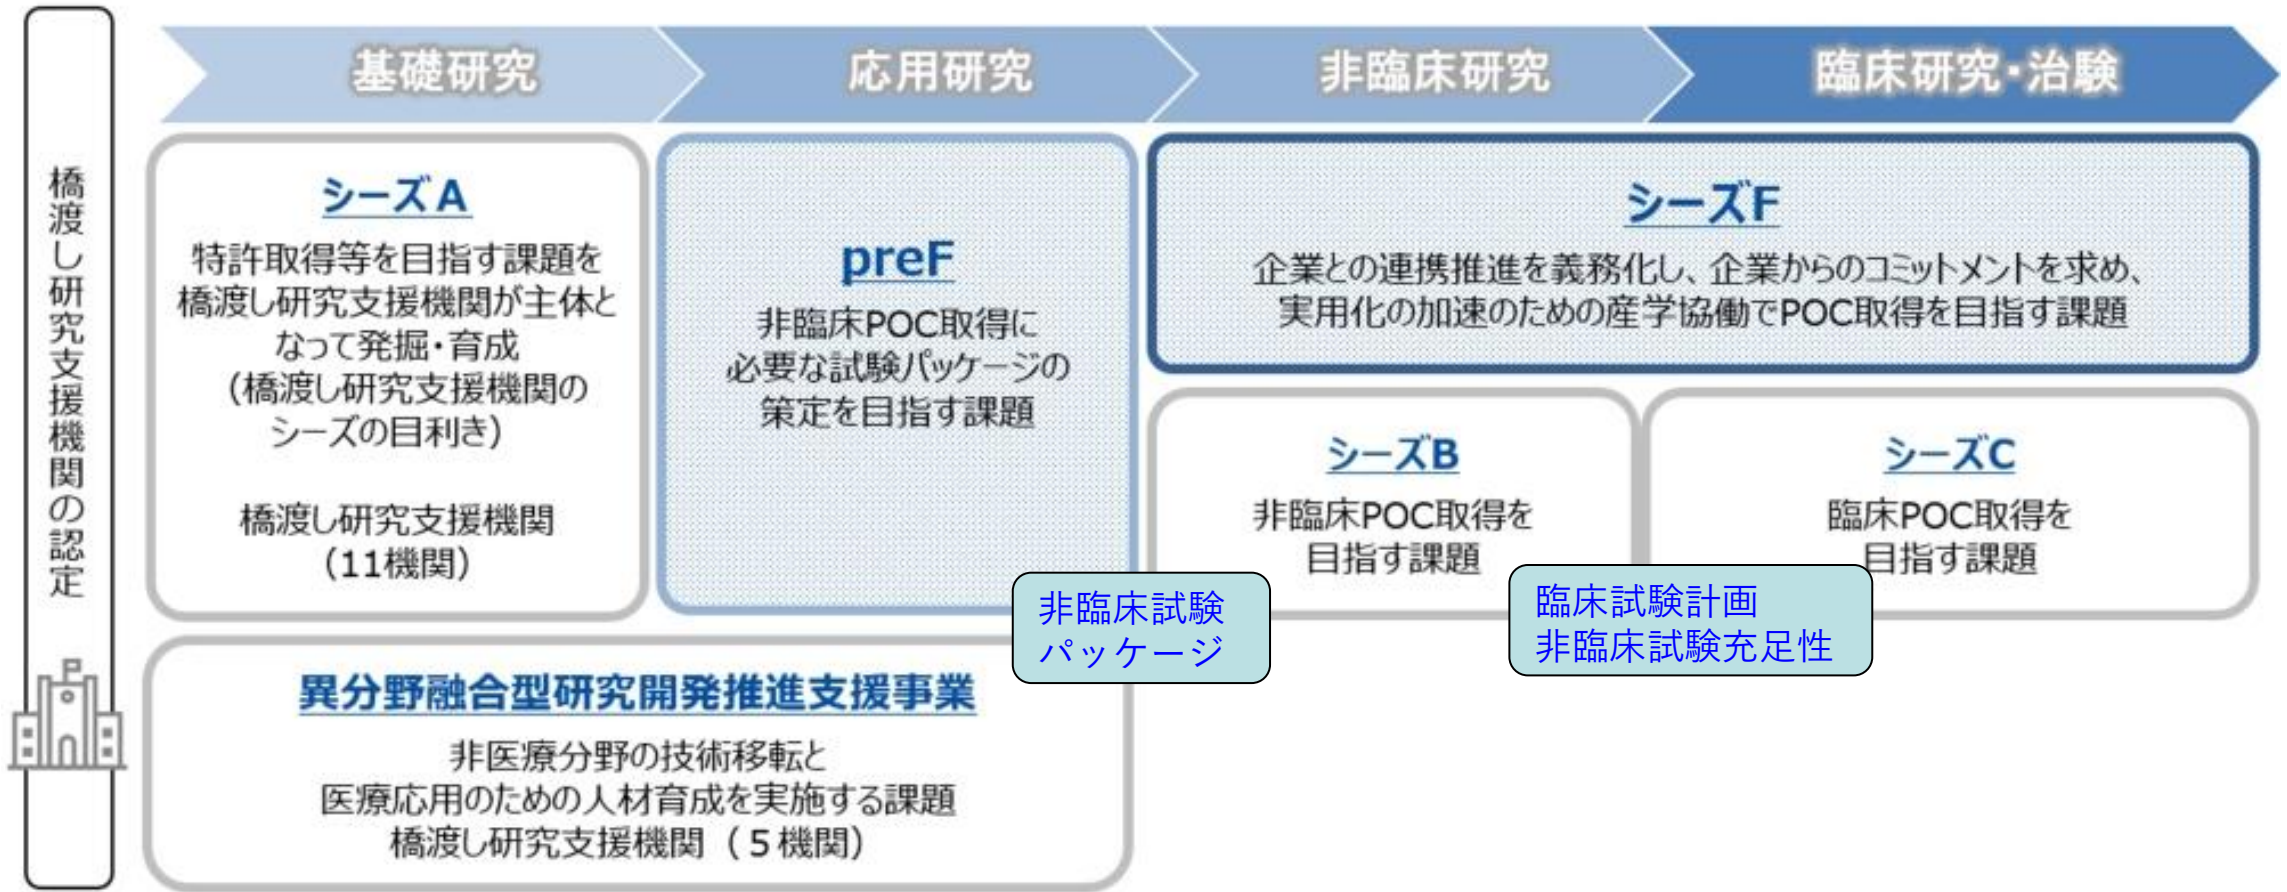 橋渡し研究支援機関の認定
基礎研究
応用研究
非臨床研究
臨床研究・治験
シーズA
特許取得等を目指す課題を
橋渡し研究支援機関が主体と
なって発掘・育成
(橋渡し研究支援機関の
シーズの目利き)
橋渡し研究支援機関
(11機関)
preF
非臨床POC取得に
必要な試験パッケージの
策定を目指す課題
シーズF
企業との連携推進を義務化し、企業からのコミットメントを求め、
実用化の加速のための産学協働でPOC取得を目指す課題
シーズB
非臨床POC取得を
目指す課題
シーズC
臨床POC取得を
目指す課題
非臨床試験
パッケージ
臨床試験計画
非臨床試験充足性
異分野融合型研究開発推進支援事業
非医療分野の技術移転と
医療応用のための人材育成を実施する課題
橋渡し研究支援機関(5機関)